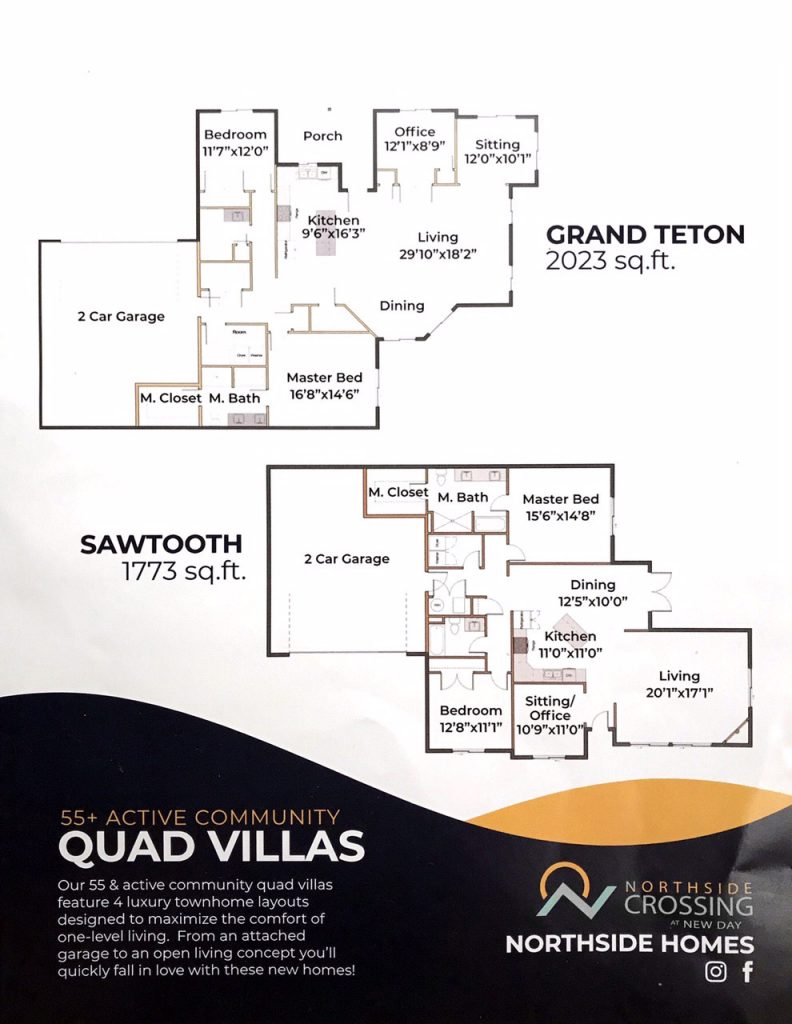 Bedroom
11'7"x12'0"
Porch
Office
12'1"x8'9"
Sitting
12'0"x10'1"
Kitchen
9'6"x16'3"
Range
Refrigerator
Living
29'10"x18'2"
GRAND TETON
2023 sq.ft.
Dining
2 Car Garage
Room
Master Bed
16'8"x14'6"
M. Closet
M. Bath
M. Closet
M. Bath
Master Bed
15'6"x14'8"
SAWTOOTH
1773 sq.ft.
2 Car Garage
Dining
12'5"x10'0"
Kitchen
11'0"x11'0"
Living
20'1"x17'1"
Bedroom
12'8"x11'1"
Sitting/
Office
10'9"x11'0"
55+ ACTIVE COMMUNITY
QUAD VILLAS
Our 55 & active community quad villas
feature 4 luxury townhome layouts
designed to maximize the comfort of
one-level living. From an attached
garage to an open living concept you'll
quickly fall in love with these new homes!
NORTHSIDE
CROSSING
AT NEW DAY
NORTHSIDE HOMES